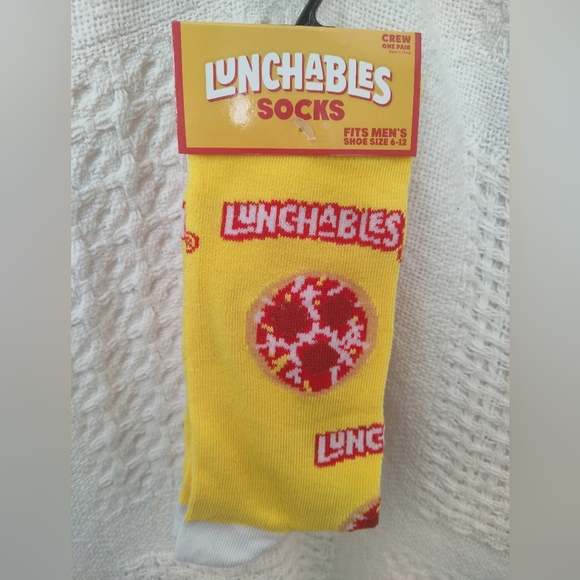 CREW
ONE PAIR
LUNCHABLES
SOCKS
FITS MEN'S
SHOE SIZE 6-12
LUNCHABLES
LUNC